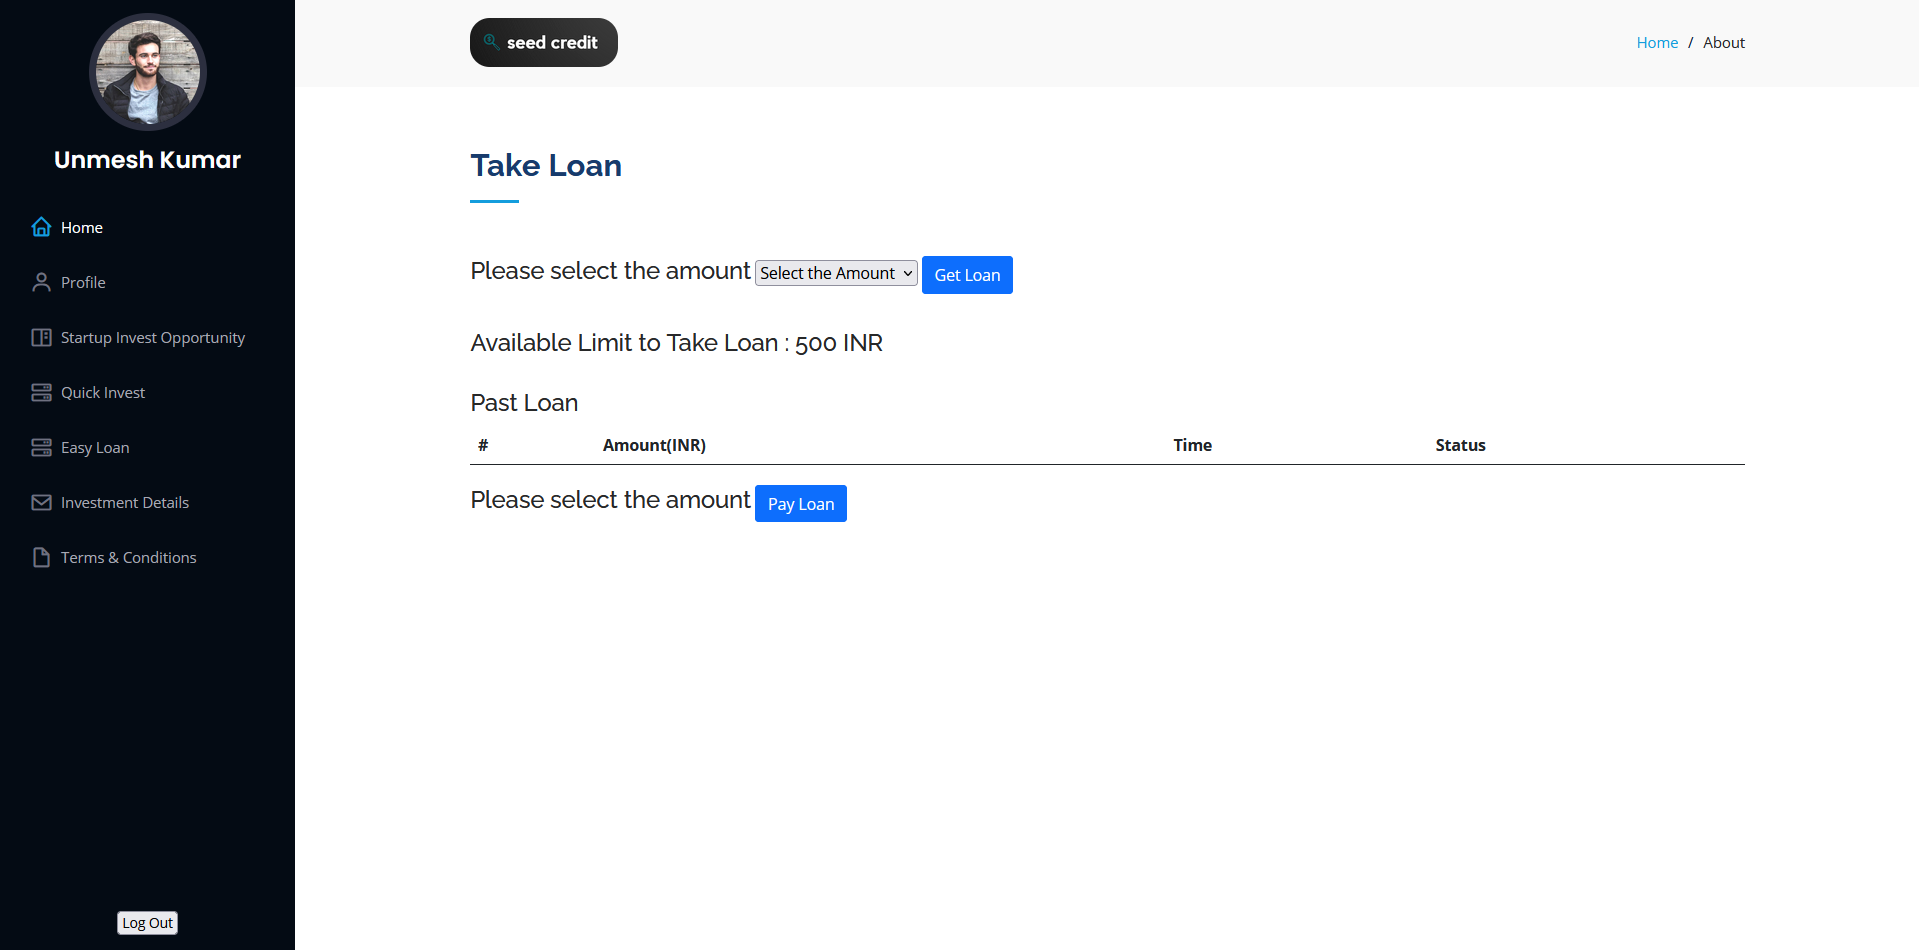 Unmesh Kumar
Home
Profile
Startup Invest Opportunity
Quick Invest
Easy Loan
Investment Details
Terms & Conditions
Log Out
seed credit
Home / About
Take Loan
Please select the amount Select the Amount Get Loan
Available Limit to Take Loan : 500 INR
Past Loan
# Amount(INR) Time Status
Please select the amount Pay Loan